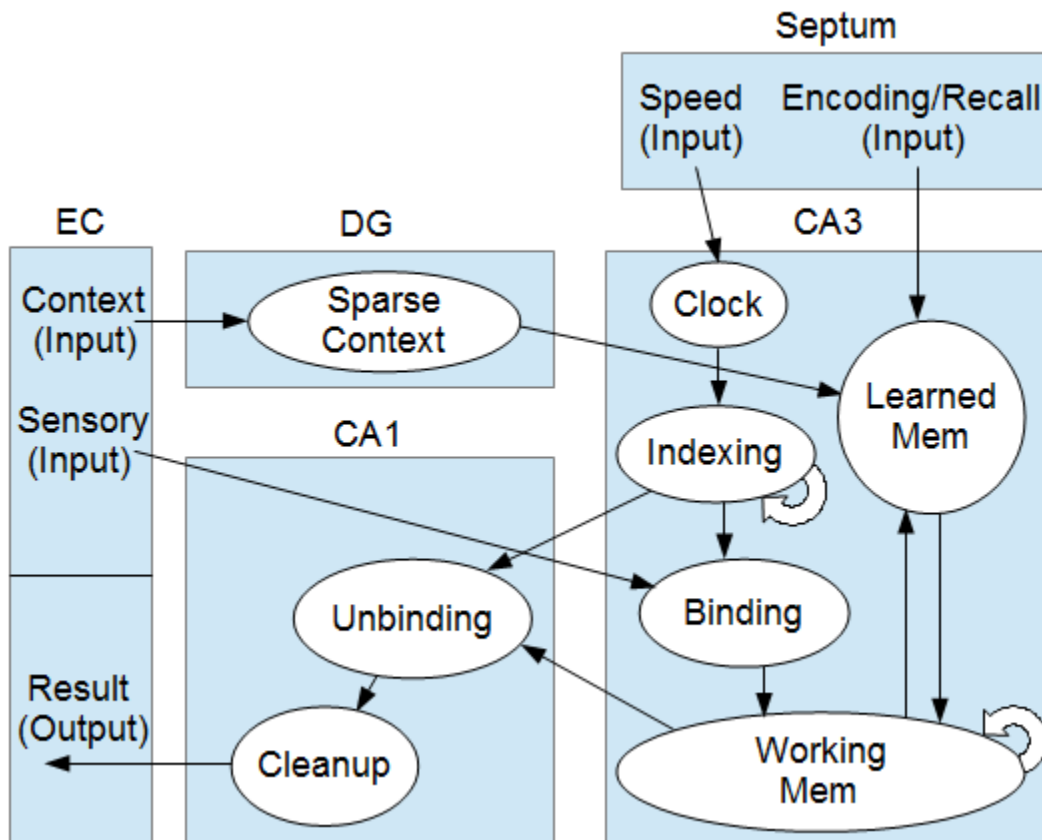 Septum
Speed
(Input)
Encoding/Recall
(Input)
EC
DG
CA3
Context
(Input)
Sparse
Context
Clock
Learned
Mem
Sensory
(Input)
CA1
Indexing
Unbinding
Binding
Result
(Output)
Cleanup
Working
Mem